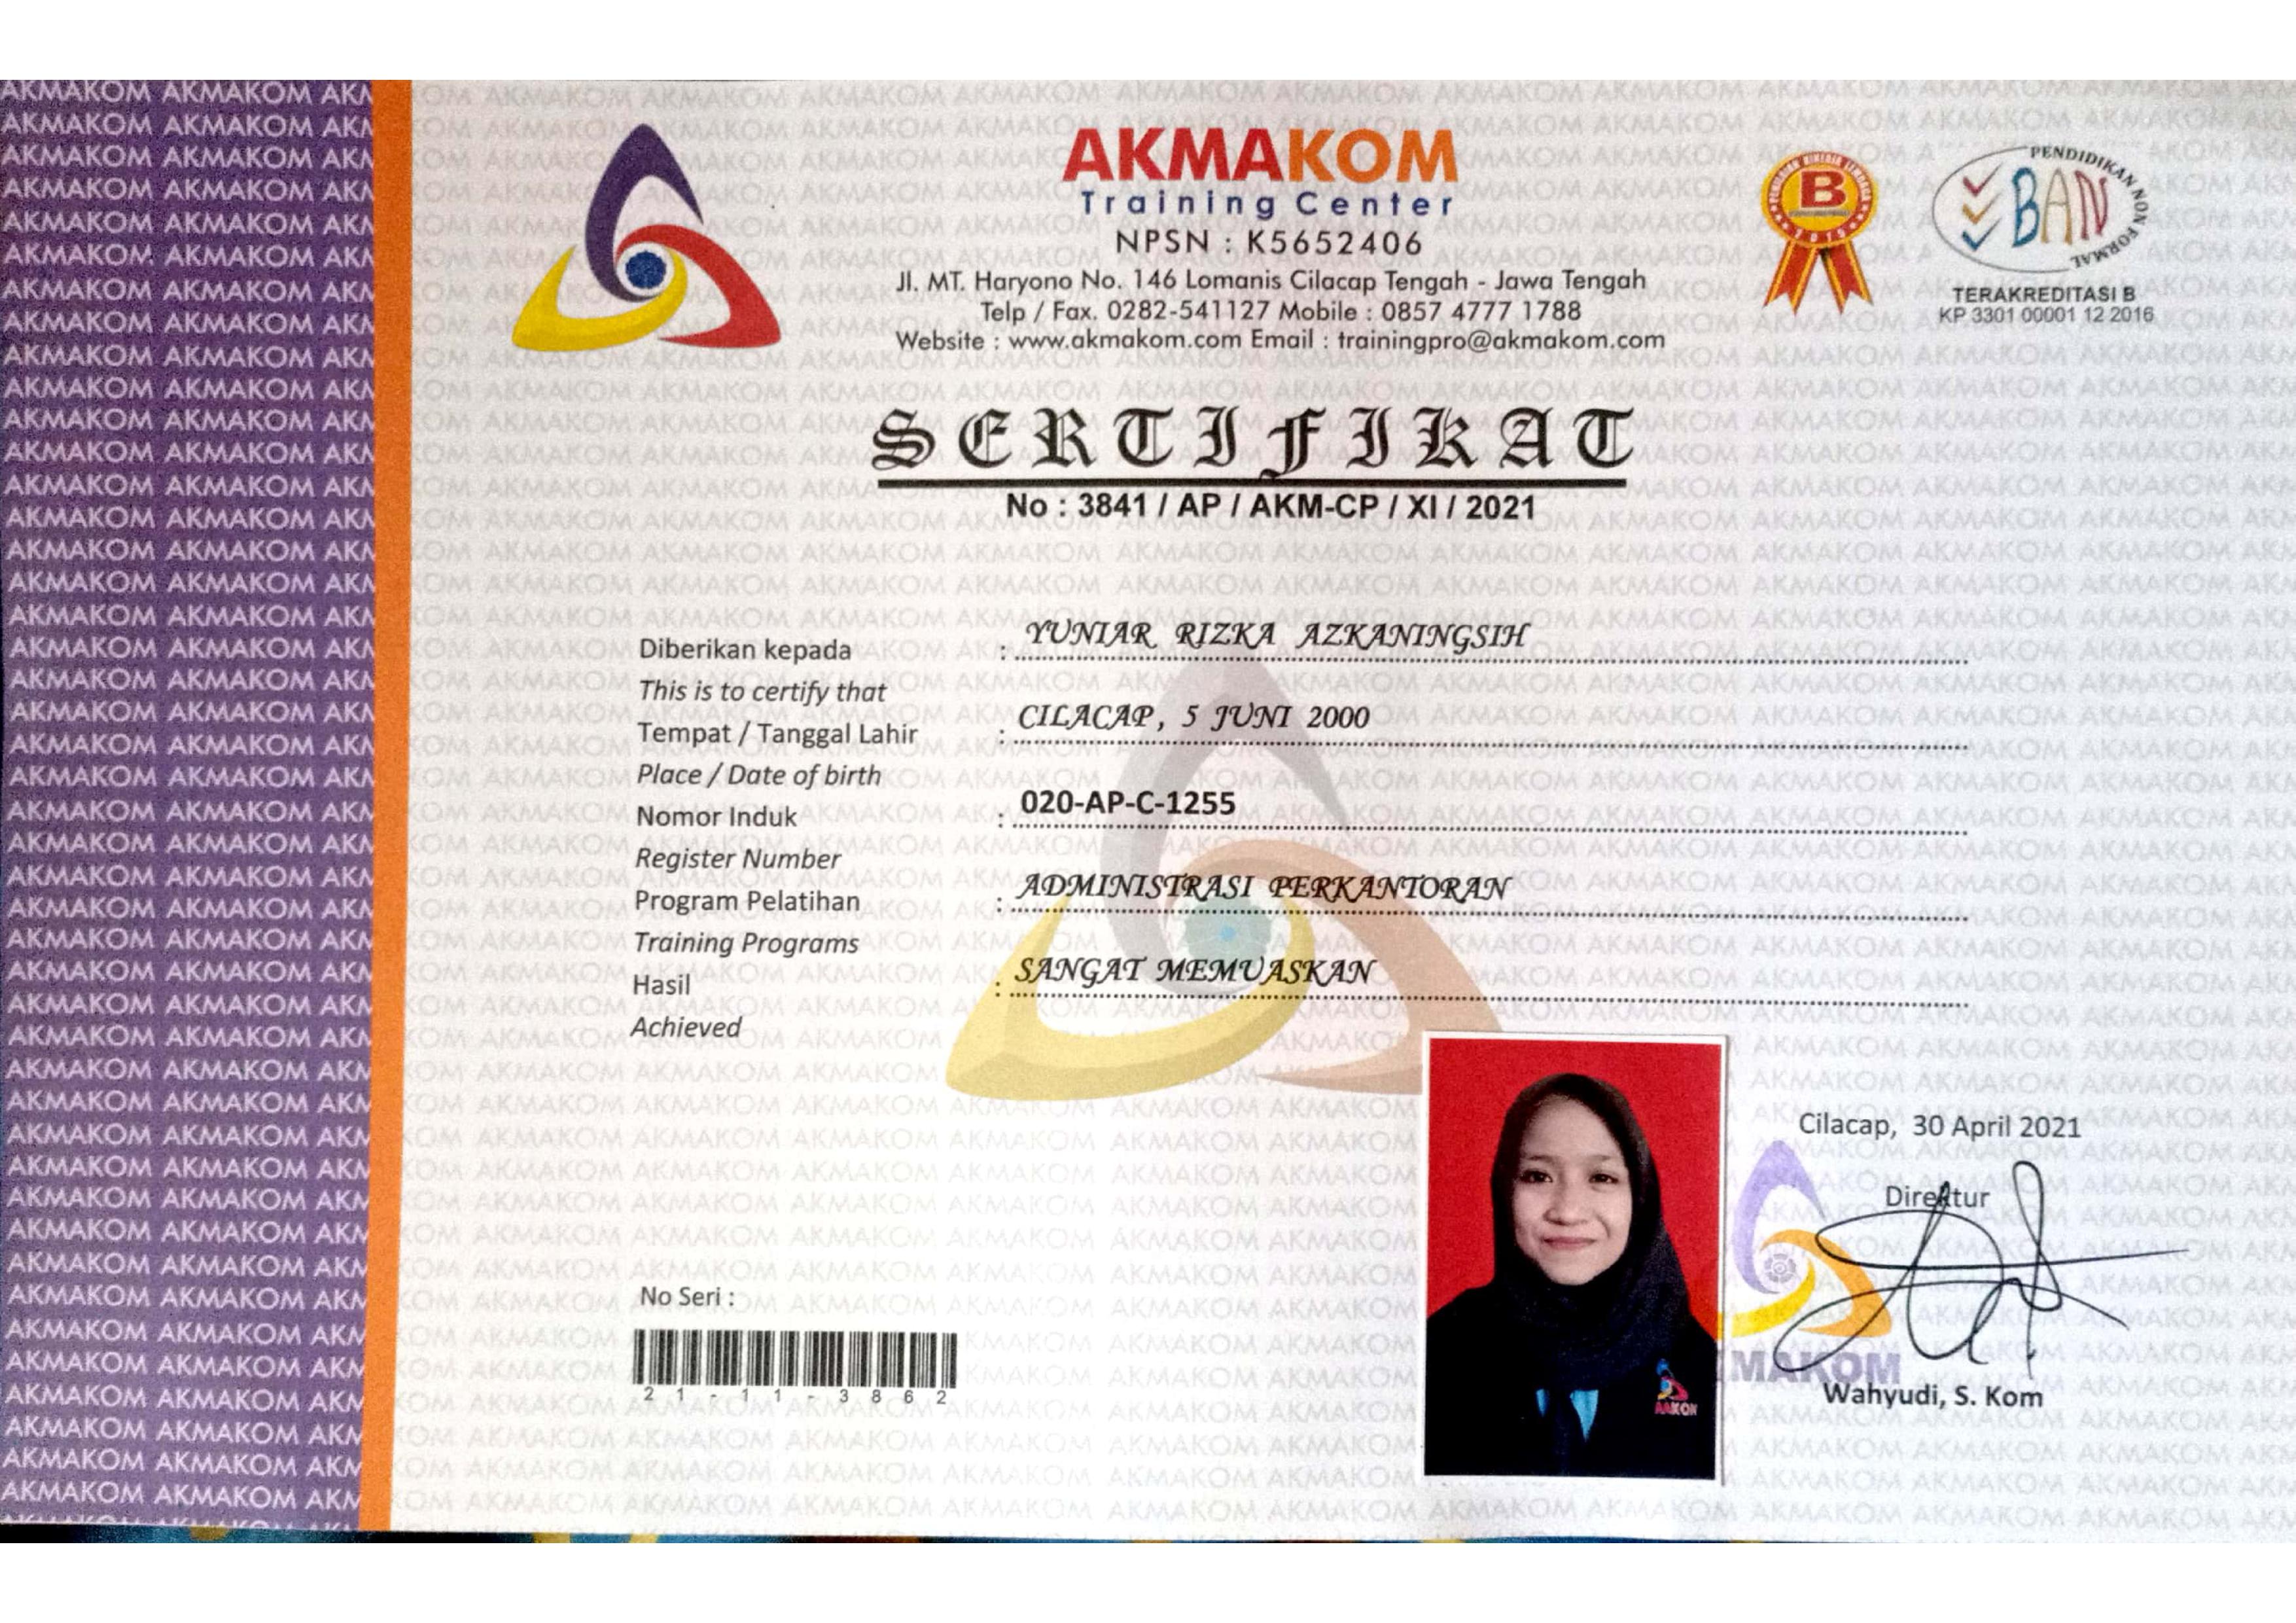 AKMAKOM
Training Center
NPSN : K5652406
Jl. MT. Haryono No. 146 Lomanis Cilacap Tengah - Jawa Tengah
Telp / Fax. 0282-541127 Mobile : 0857 4777 1788
Website : www.akmakom.com Email : trainingpro@akmakom.com
B
2015
PENDIDIKAN NON FORMAL
BAN
TERAKREDITASI B
KP 3301 00001 12 2016
SERTIFIKAT
No : 3841 / AP / AKM-CP / XI / 2021
Diberikan kepada : YUNIAR RIZKA AZKANINGSIH
This is to certify that
Tempat / Tanggal Lahir : CILACAP, 5 JUNI 2000
Place / Date of birth
Nomor Induk : 020-AP-C-1255
Register Number
Program Pelatihan : ADMINISTRASI PERKANTORAN
Training Programs
Hasil : SANGAT MEMUASKAN
Achieved
Cilacap, 30 April 2021
Direktur
MAKOM
Wahyudi, S. Kom
No Seri :
21-11-3862